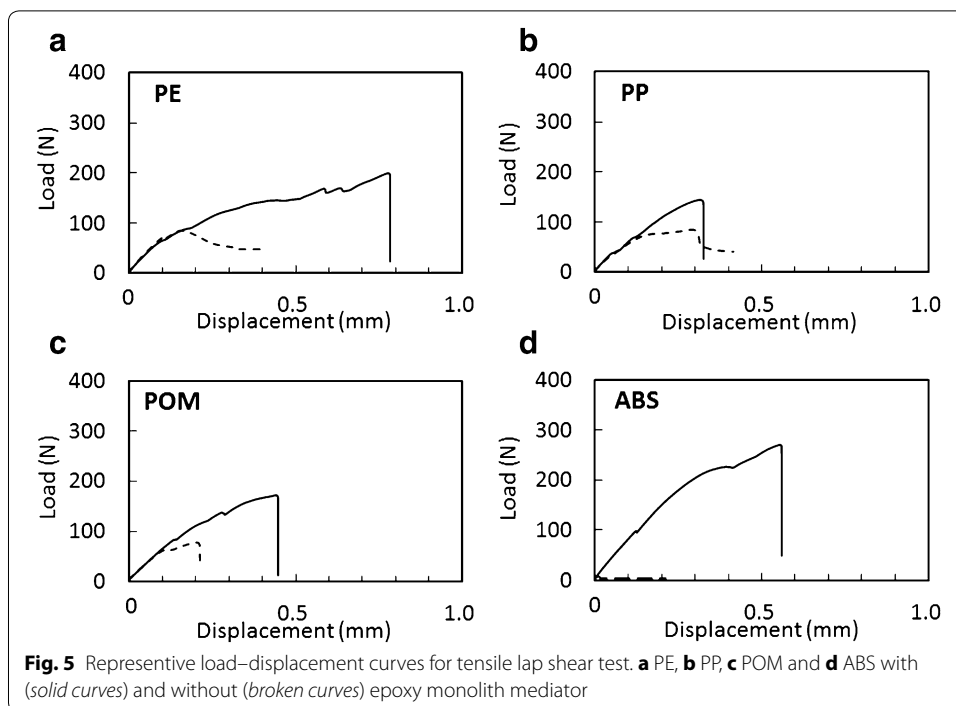 a
400
PE
300
200
100
0
Load (N)
0
0.5
1.0
Displacement (mm)
b
400
PP
300
200
100
0
Load (N)
0
0.5
1.0
Displacement (mm)
c
400
POM
300
200
100
0
Load (N)
0
0.5
1.0
Displacement (mm)
d
400
ABS
300
200
100
0
Load (N)
0
0.5
1.0
Displacement (mm)
Fig. 5 Representive load–displacement curves for tensile lap shear test. a PE, b PP, c POM and d ABS with
(solid curves) and without (broken curves) epoxy monolith mediator